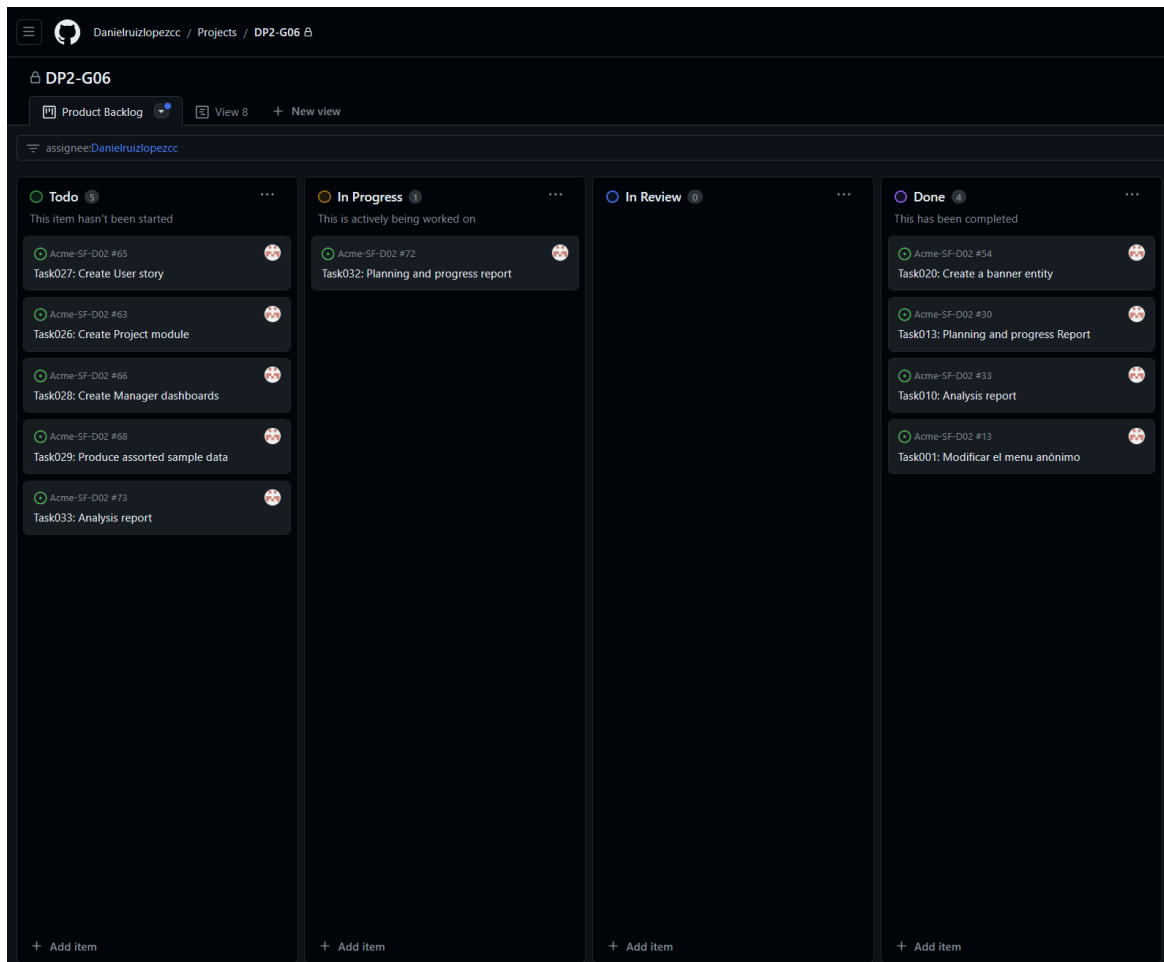 Danielruizlopezcc / Projects / DP2-G06
DP2-G06
Product Backlog View 8 + New view
assignee:Danielruizlopezcc
Todo 5 ...
This item hasn't been started
Acme-SF-D02 #65
Task027: Create User story
Acme-SF-D02 #63
Task026: Create Project module
Acme-SF-D02 #66
Task028: Create Manager dashboards
Acme-SF-D02 #68
Task029: Produce assorted sample data
Acme-SF-D02 #73
Task033: Analysis report
+ Add item
In Progress 1 ...
This is actively being worked on
Acme-SF-D02 #72
Task032: Planning and progress report
+ Add item
In Review 0 ...
+ Add item
Done 4 ...
This has been completed
Acme-SF-D02 #54
Task020: Create a banner entity
Acme-SF-D02 #30
Task013: Planning and progress Report
Acme-SF-D02 #33
Task010: Analysis report
Acme-SF-D02 #13
Task001: Modificar el menu anónimo
+ Add item